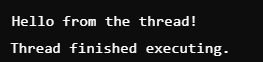 Hello from the thread!
Thread finished executing.